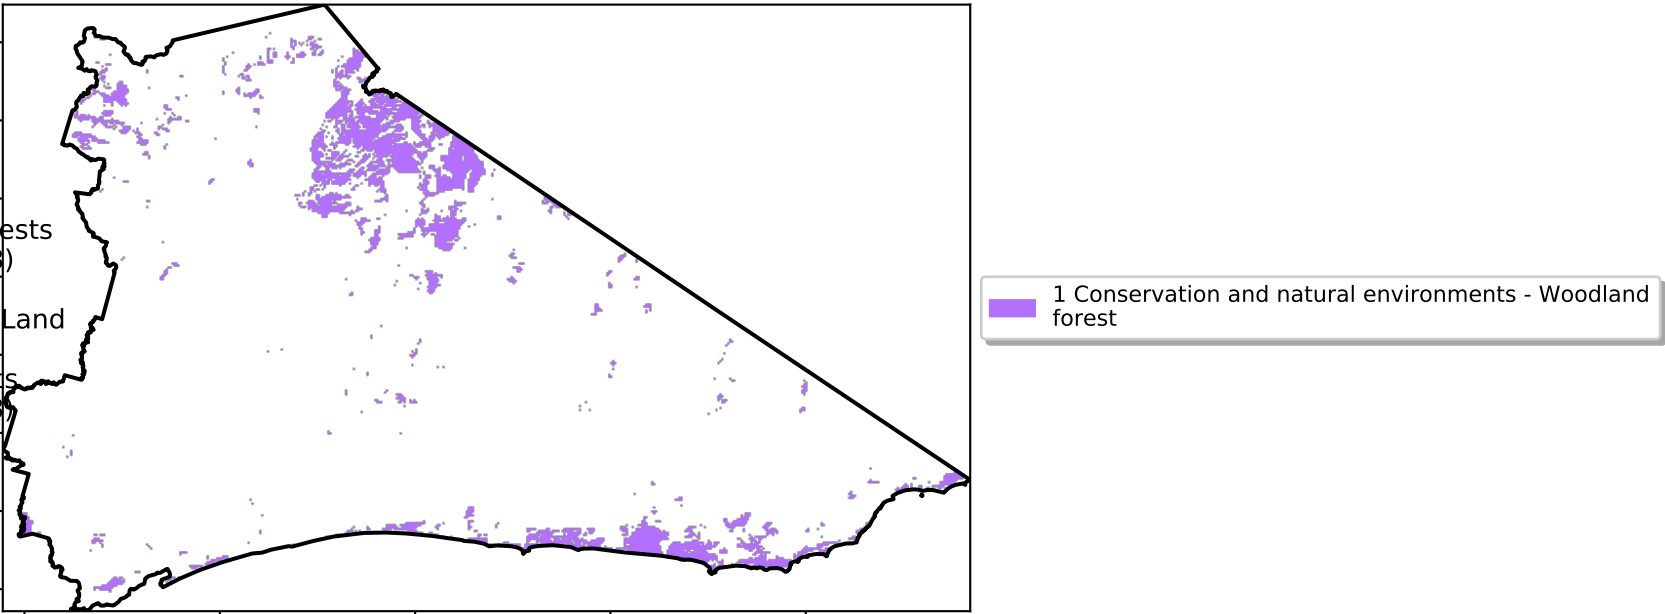 ests
)
Land
s
)
1 Conservation and natural environments - Woodland
forest